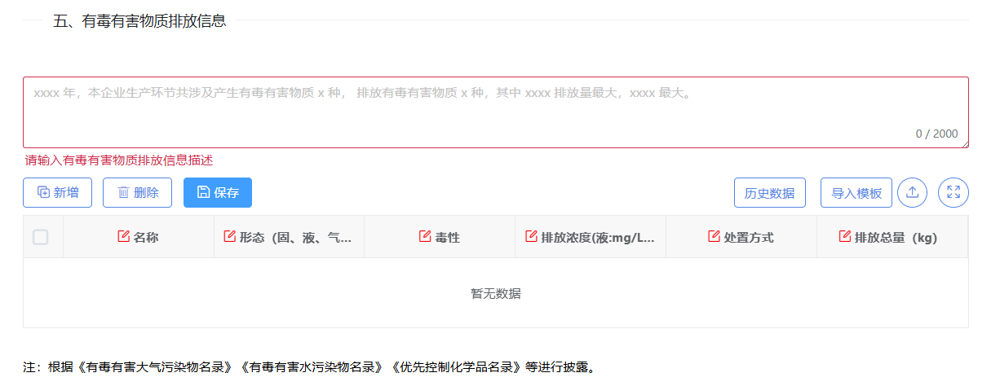 五、有毒有害物质排放信息
xxxx 年，本企业生产环节共涉及产生有毒有害物质 x 种， 排放有毒有害物质 x 种，其中 xxxx 排放量最大，xxxx 最大。
0 / 2000
请输入有毒有害物质排放信息描述
新增 删除 保存 历史数据 导入模板
名称 形态（固、液、气... 毒性 排放浓度(液:mg/L... 处置方式 排放总量（kg）
暂无数据
注：根据《有毒有害大气污染物名录》《有毒有害水污染物名录》《优先控制化学品名录》等进行披露。